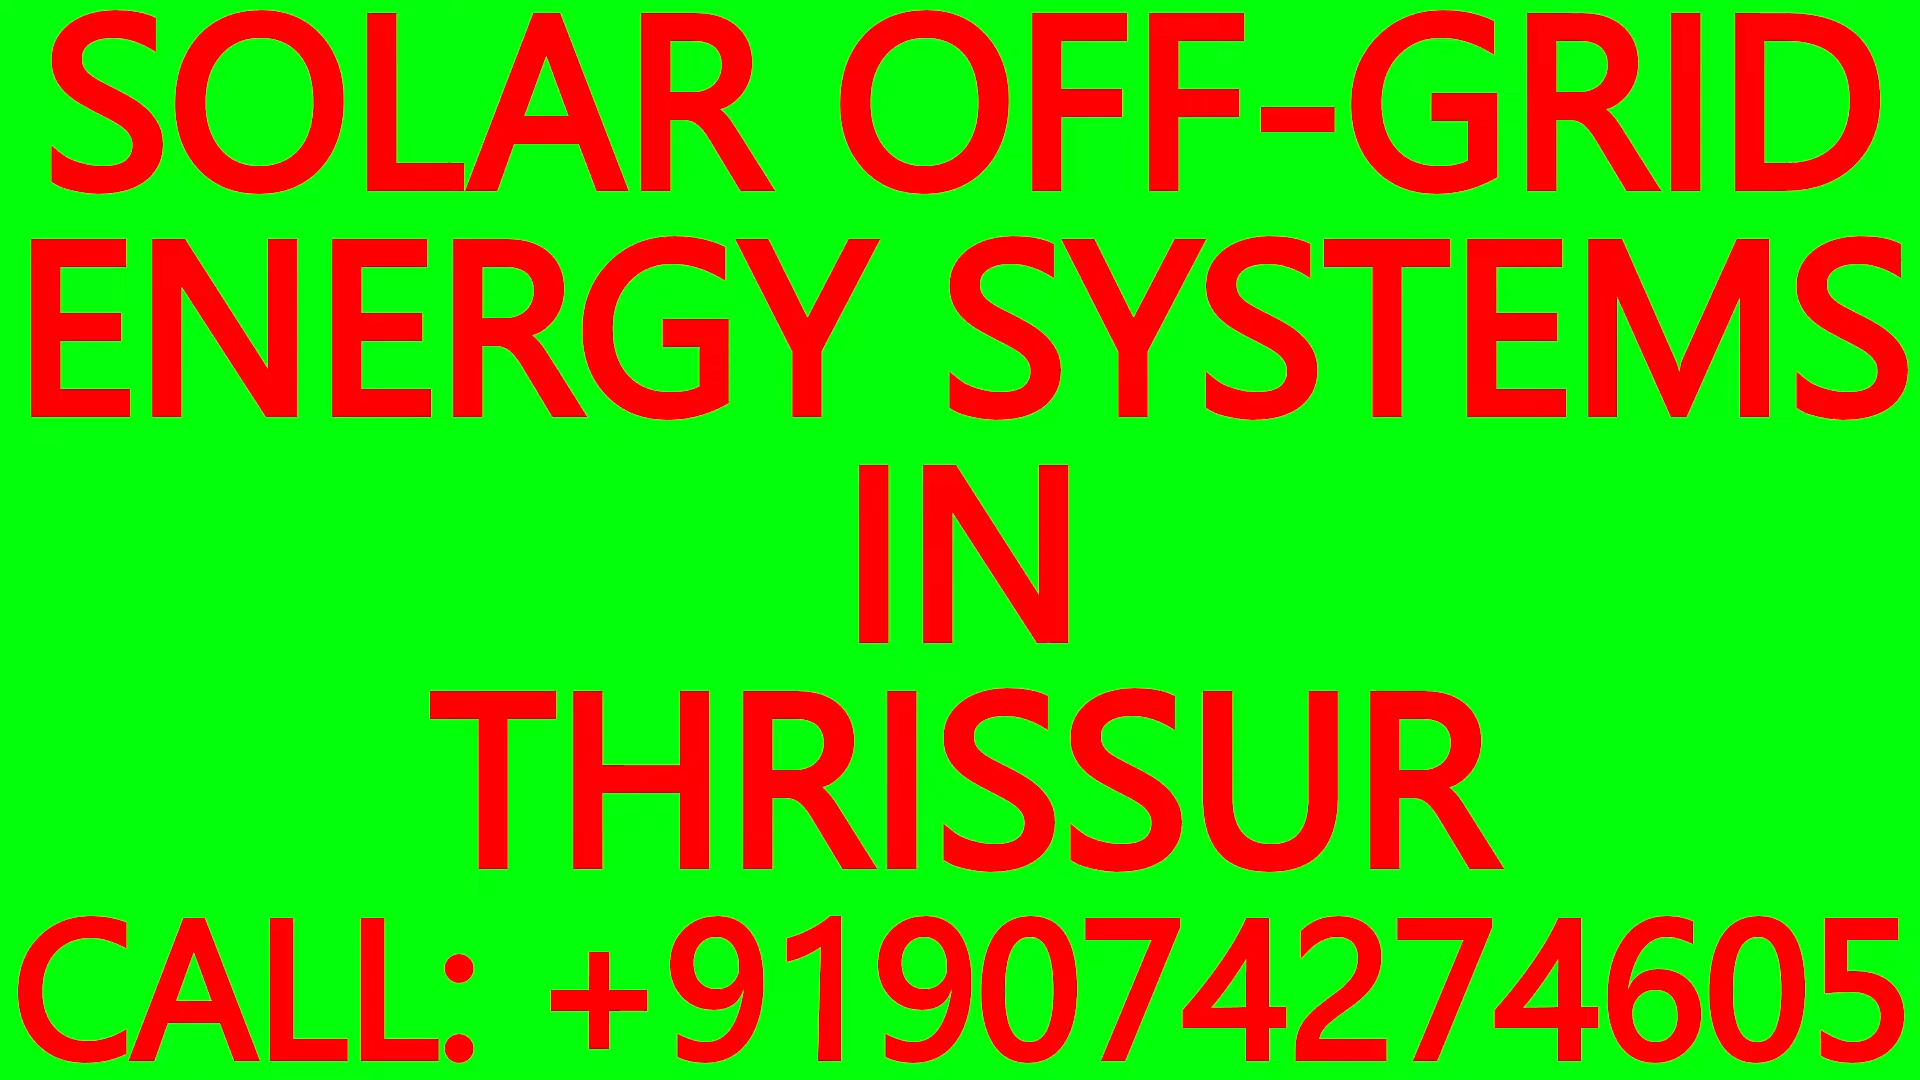 SOLAR OFF-GRID
ENERGY SYSTEMS
IN
THRISSUR
CALL: +919074274605